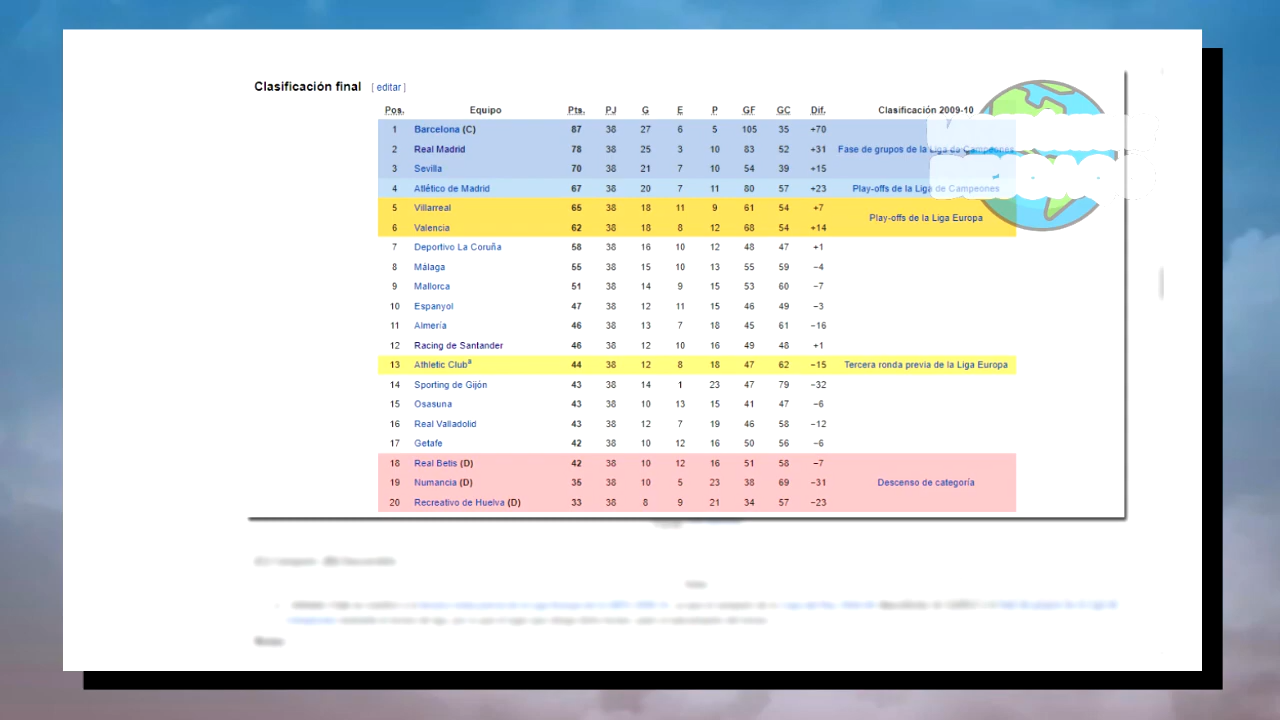 Clasificación final [ editar ]
Pos. Equipo Pts. PJ G E P GF GC Dif. Clasificación 2009-10
1 Barcelona (C) 87 38 27 6 5 105 35 +70
2 Real Madrid 78 38 25 3 10 83 52 +31 Fase de grupos de la Liga de Campeones
3 Sevilla 70 38 21 7 10 54 39 +15
4 Atlético de Madrid 67 38 20 7 11 80 57 +23 Play-offs de la Liga de Campeones
5 Villarreal 65 38 18 11 9 61 54 +7
Play-offs de la Liga Europa
6 Valencia 62 38 18 8 12 68 54 +14
7 Deportivo La Coruña 58 38 16 10 12 48 47 +1
8 Málaga 55 38 15 10 13 55 59 −4
9 Mallorca 51 38 14 9 15 53 60 −7
10 Espanyol 47 38 12 11 15 46 49 −3
11 Almería 46 38 13 7 18 45 61 −16
12 Racing de Santander 46 38 12 10 16 49 48 +1
13 Athletic Clubª 44 38 12 8 18 47 62 −15 Tercera ronda previa de la Liga Europa
14 Sporting de Gijón 43 38 14 1 23 47 79 −32
15 Osasuna 43 38 10 13 15 41 47 −6
16 Real Valladolid 43 38 12 7 19 46 58 −12
17 Getafe 42 38 10 12 16 50 56 −6
18 Real Betis (D) 42 38 10 12 16 51 58 −7
19 Numancia (D) 35 38 10 5 23 38 69 −31 Descenso de categoría
20 Recreativo de Huelva (D) 33 38 8 9 21 34 57 −23